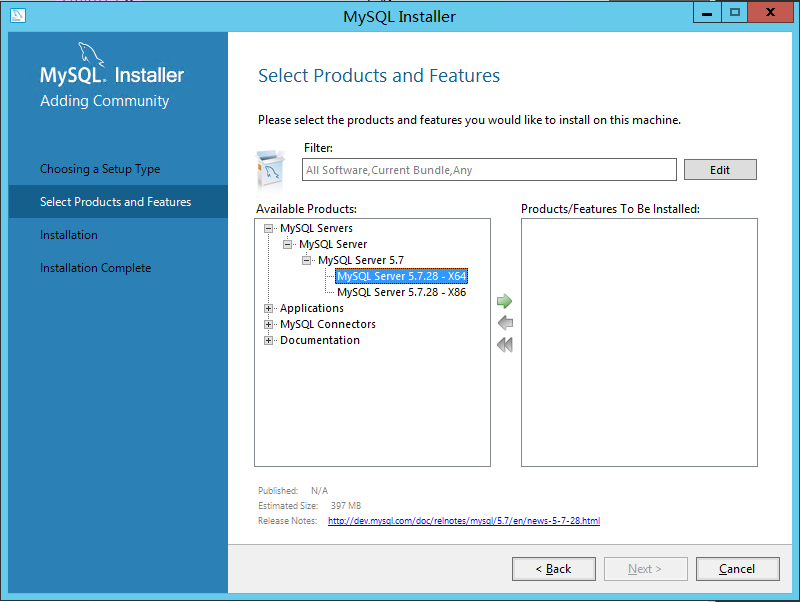 MySQL Installer
MySQL. Installer
Adding Community
Choosing a Setup Type
Select Products and Features
Installation
Installation Complete
Select Products and Features
Please select the products and features you would like to install on this machine.
Filter:
All Software,Current Bundle,Any
Edit
Available Products:
MySQL Servers
MySQL Server
MySQL Server 5.7
MySQL Server 5.7.28 - X64
MySQL Server 5.7.28 - X86
Applications
MySQL Connectors
Documentation
Products/Features To Be Installed:
Published: N/A
Estimated Size: 397 MB
Release Notes: http://dev.mysql.com/doc/relnotes/mysql/5.7/en/news-5-7-28.html
< Back
Next >
Cancel